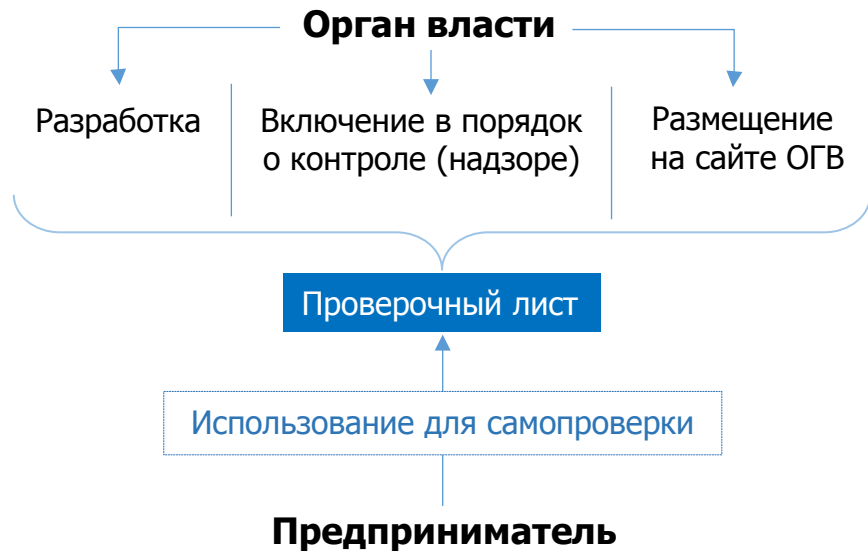 Орган власти
Разработка
Включение в порядок
о контроле (надзоре)
Размещение
на сайте ОГВ
Проверочный лист
Использование для самопроверки
Предприниматель